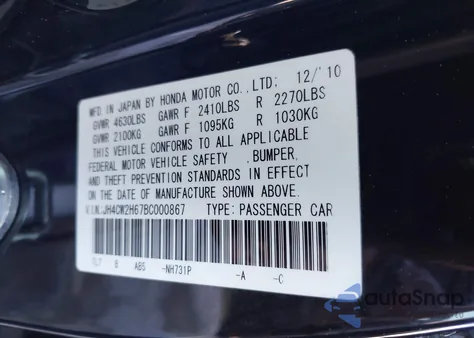 MFD. IN JAPAN BY HONDA MOTOR CO., LTD; 12/'10
GVWR 4630LBS GAWR F 2410LBS R 2270LBS
GVWR 2100KG GAWR F 1095KG R 1030KG
THIS VEHICLE CONFORMS TO ALL APPLICABLE
FEDERAL MOTOR VEHICLE SAFETY , BUMPER,
AND THEFT PREVENTION STANDARDS IN EFFECT
ON THE DATE OF MANUFACTURE SHOWN ABOVE.
V.I.N: JH4CW2H67BC000867 TYPE: PASSENGER CAR
TL7 B ABS -NH731P -A -C
autoSnap